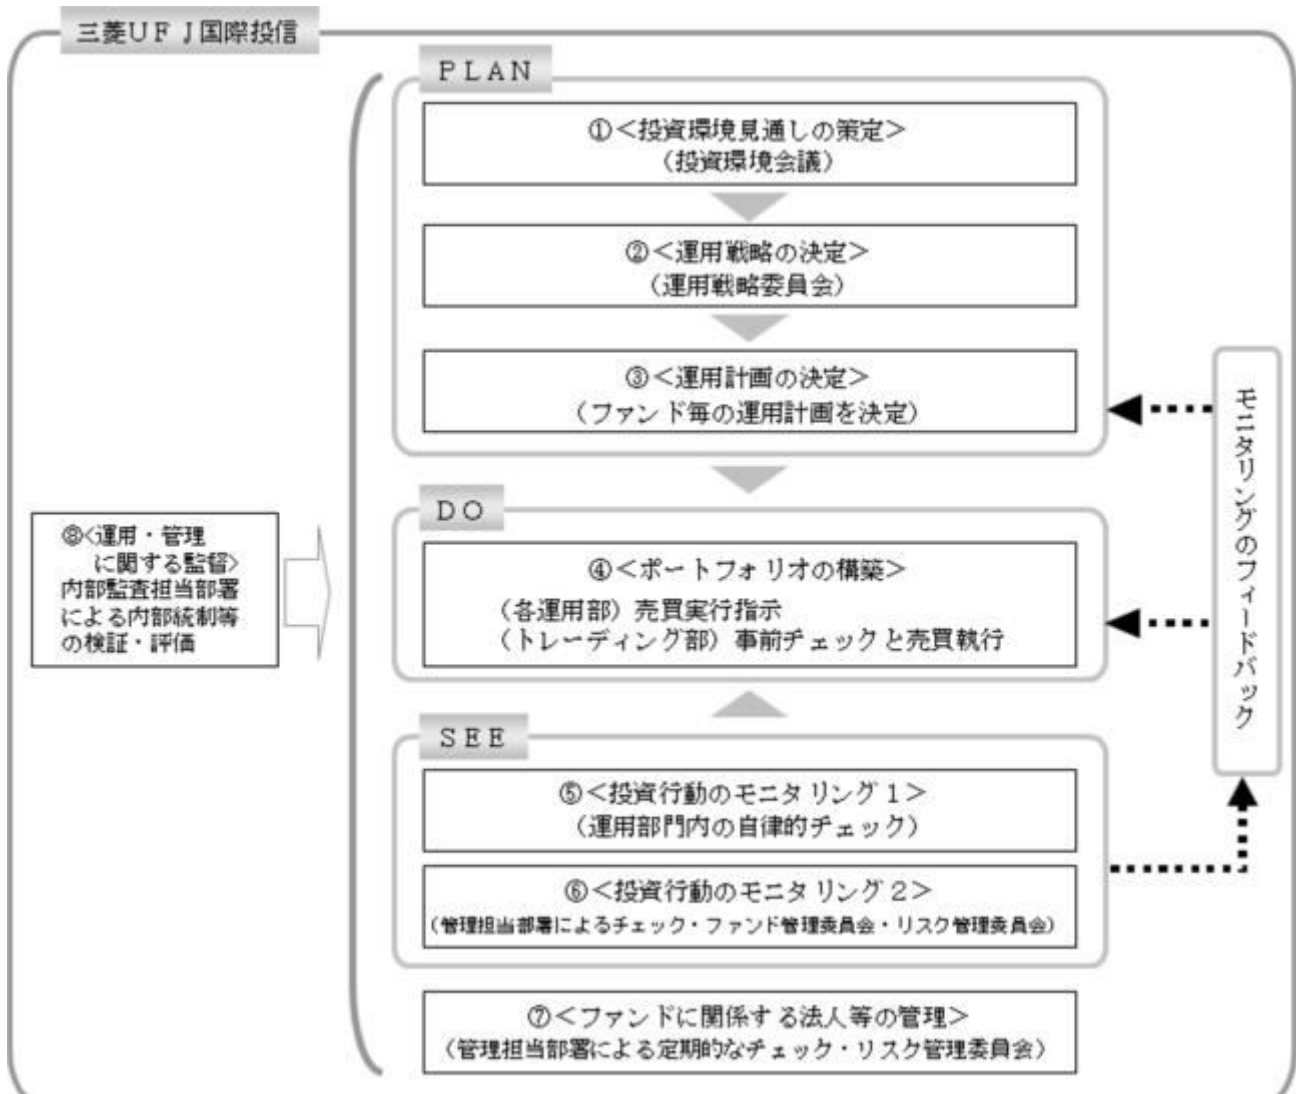 三菱ＵＦＪ国際投信
ＰＬＡＮ
①＜投資環境見通しの策定＞
（投資環境会議）
②＜運用戦略の決定＞
（運用戦略委員会）
③＜運用計画の決定＞
（ファンド毎の運用計画を決定）
ＤＯ
④＜ポートフォリオの構築＞
（各運用部）売買実行指示
（トレーディング部）事前チェックと売買執行
ＳＥＥ
⑤＜投資行動のモニタリング１＞
（運用部門内の自律的チェック）
⑥＜投資行動のモニタリング２＞
（管理担当部署によるチェック・ファンド管理委員会・リスク管理委員会）
⑦＜ファンドに関係する法人等の管理＞
（管理担当部署による定期的なチェック・リスク管理委員会）
⑧<運用・管理
に関する監督>
内部監査担当部署
による内部統制等
の検証・評価
モニタリングのフィードバック